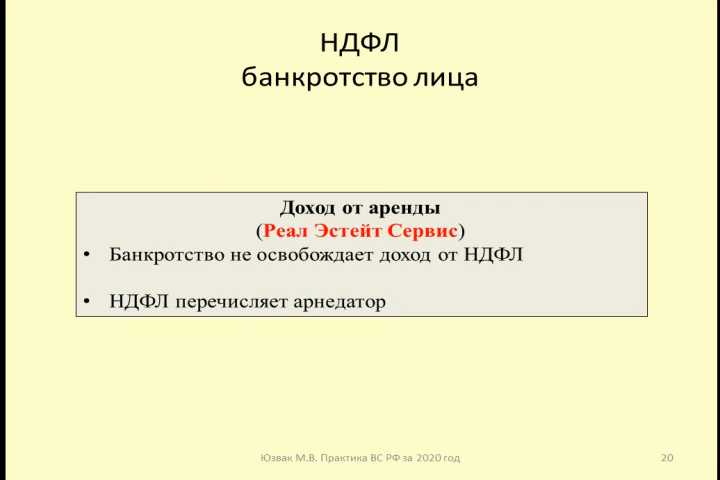 НДФЛ
банкротство лица
Доход от аренды
(Реал Эстейт Сервис)
• Банкротство не освобождает доход от НДФЛ
• НДФЛ перечисляет арнедатор
Юзвак М.В. Практика ВС РФ за 2020 год
20